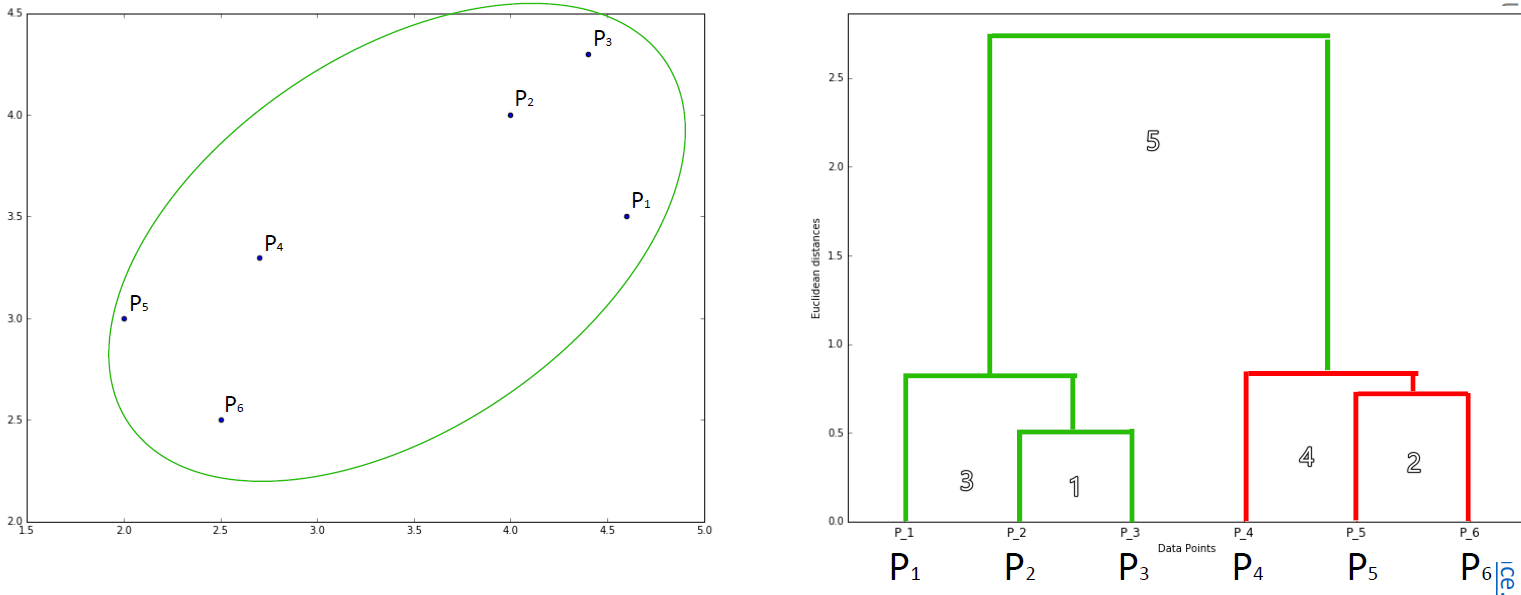 4.5
4.0
3.5
3.0
2.5
2.0
1.5 2.0 2.5 3.0 3.5 4.0 4.5 5.0
P3
P2
P1
P4
P5
P6
2.5
2.0
1.5
1.0
0.5
0.0
Euclidean distances
5
3
1
4
2
P_1 P_2 P_3 P_4 P_5 P_6
Data Points
P1 P2 P3 P4 P5 P6
ice.